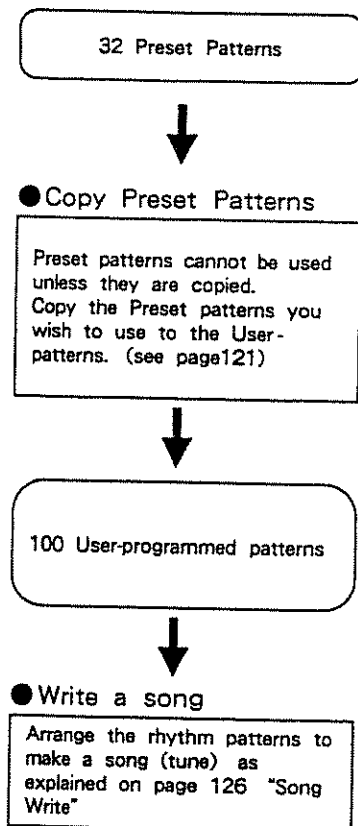 32 Preset Patterns
●Copy Preset Patterns
Preset patterns cannot be used
unless they are copied.
Copy the Preset patterns you
wish to use to the User-
patterns. (see page121)
100 User-programmed patterns
●Write a song
Arrange the rhythm patterns to
make a song (tune) as
explained on page 126 "Song
Write"